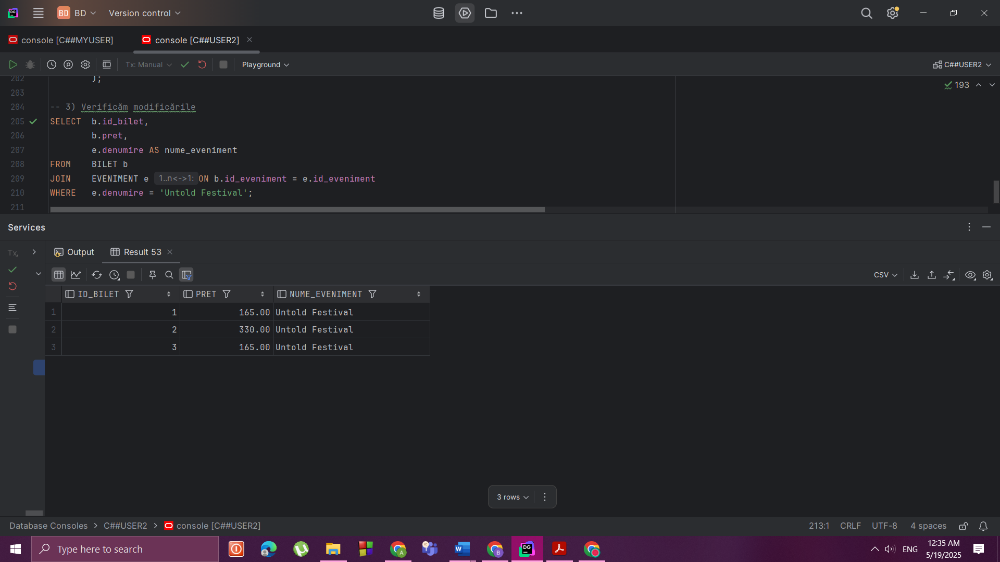 BD BD Version control
console [C##MYUSER] console [C##USER2]
Tx: Manual Playground C##USER2
202 );
193
203
204 -- 3) Verificăm modificările
205 SELECT b.id_bilet,
206 b.pret,
207 e.denumire AS nume_eveniment
208 FROM BILET b
209 JOIN EVENIMENT e 1..n<->1: ON b.id_eveniment = e.id_eveniment
210 WHERE e.denumire = 'Untold Festival';
211
Services
Tx Output Result 53
CSV
ID_BILET PRET NUME_EVENIMENT
1 1 165.00 Untold Festival
2 2 330.00 Untold Festival
3 3 165.00 Untold Festival
3 rows
Database Consoles > C##USER2 > console [C##USER2] 213:1 CRLF UTF-8 4 spaces
Type here to search ENG 12:35 AM
5/19/2025